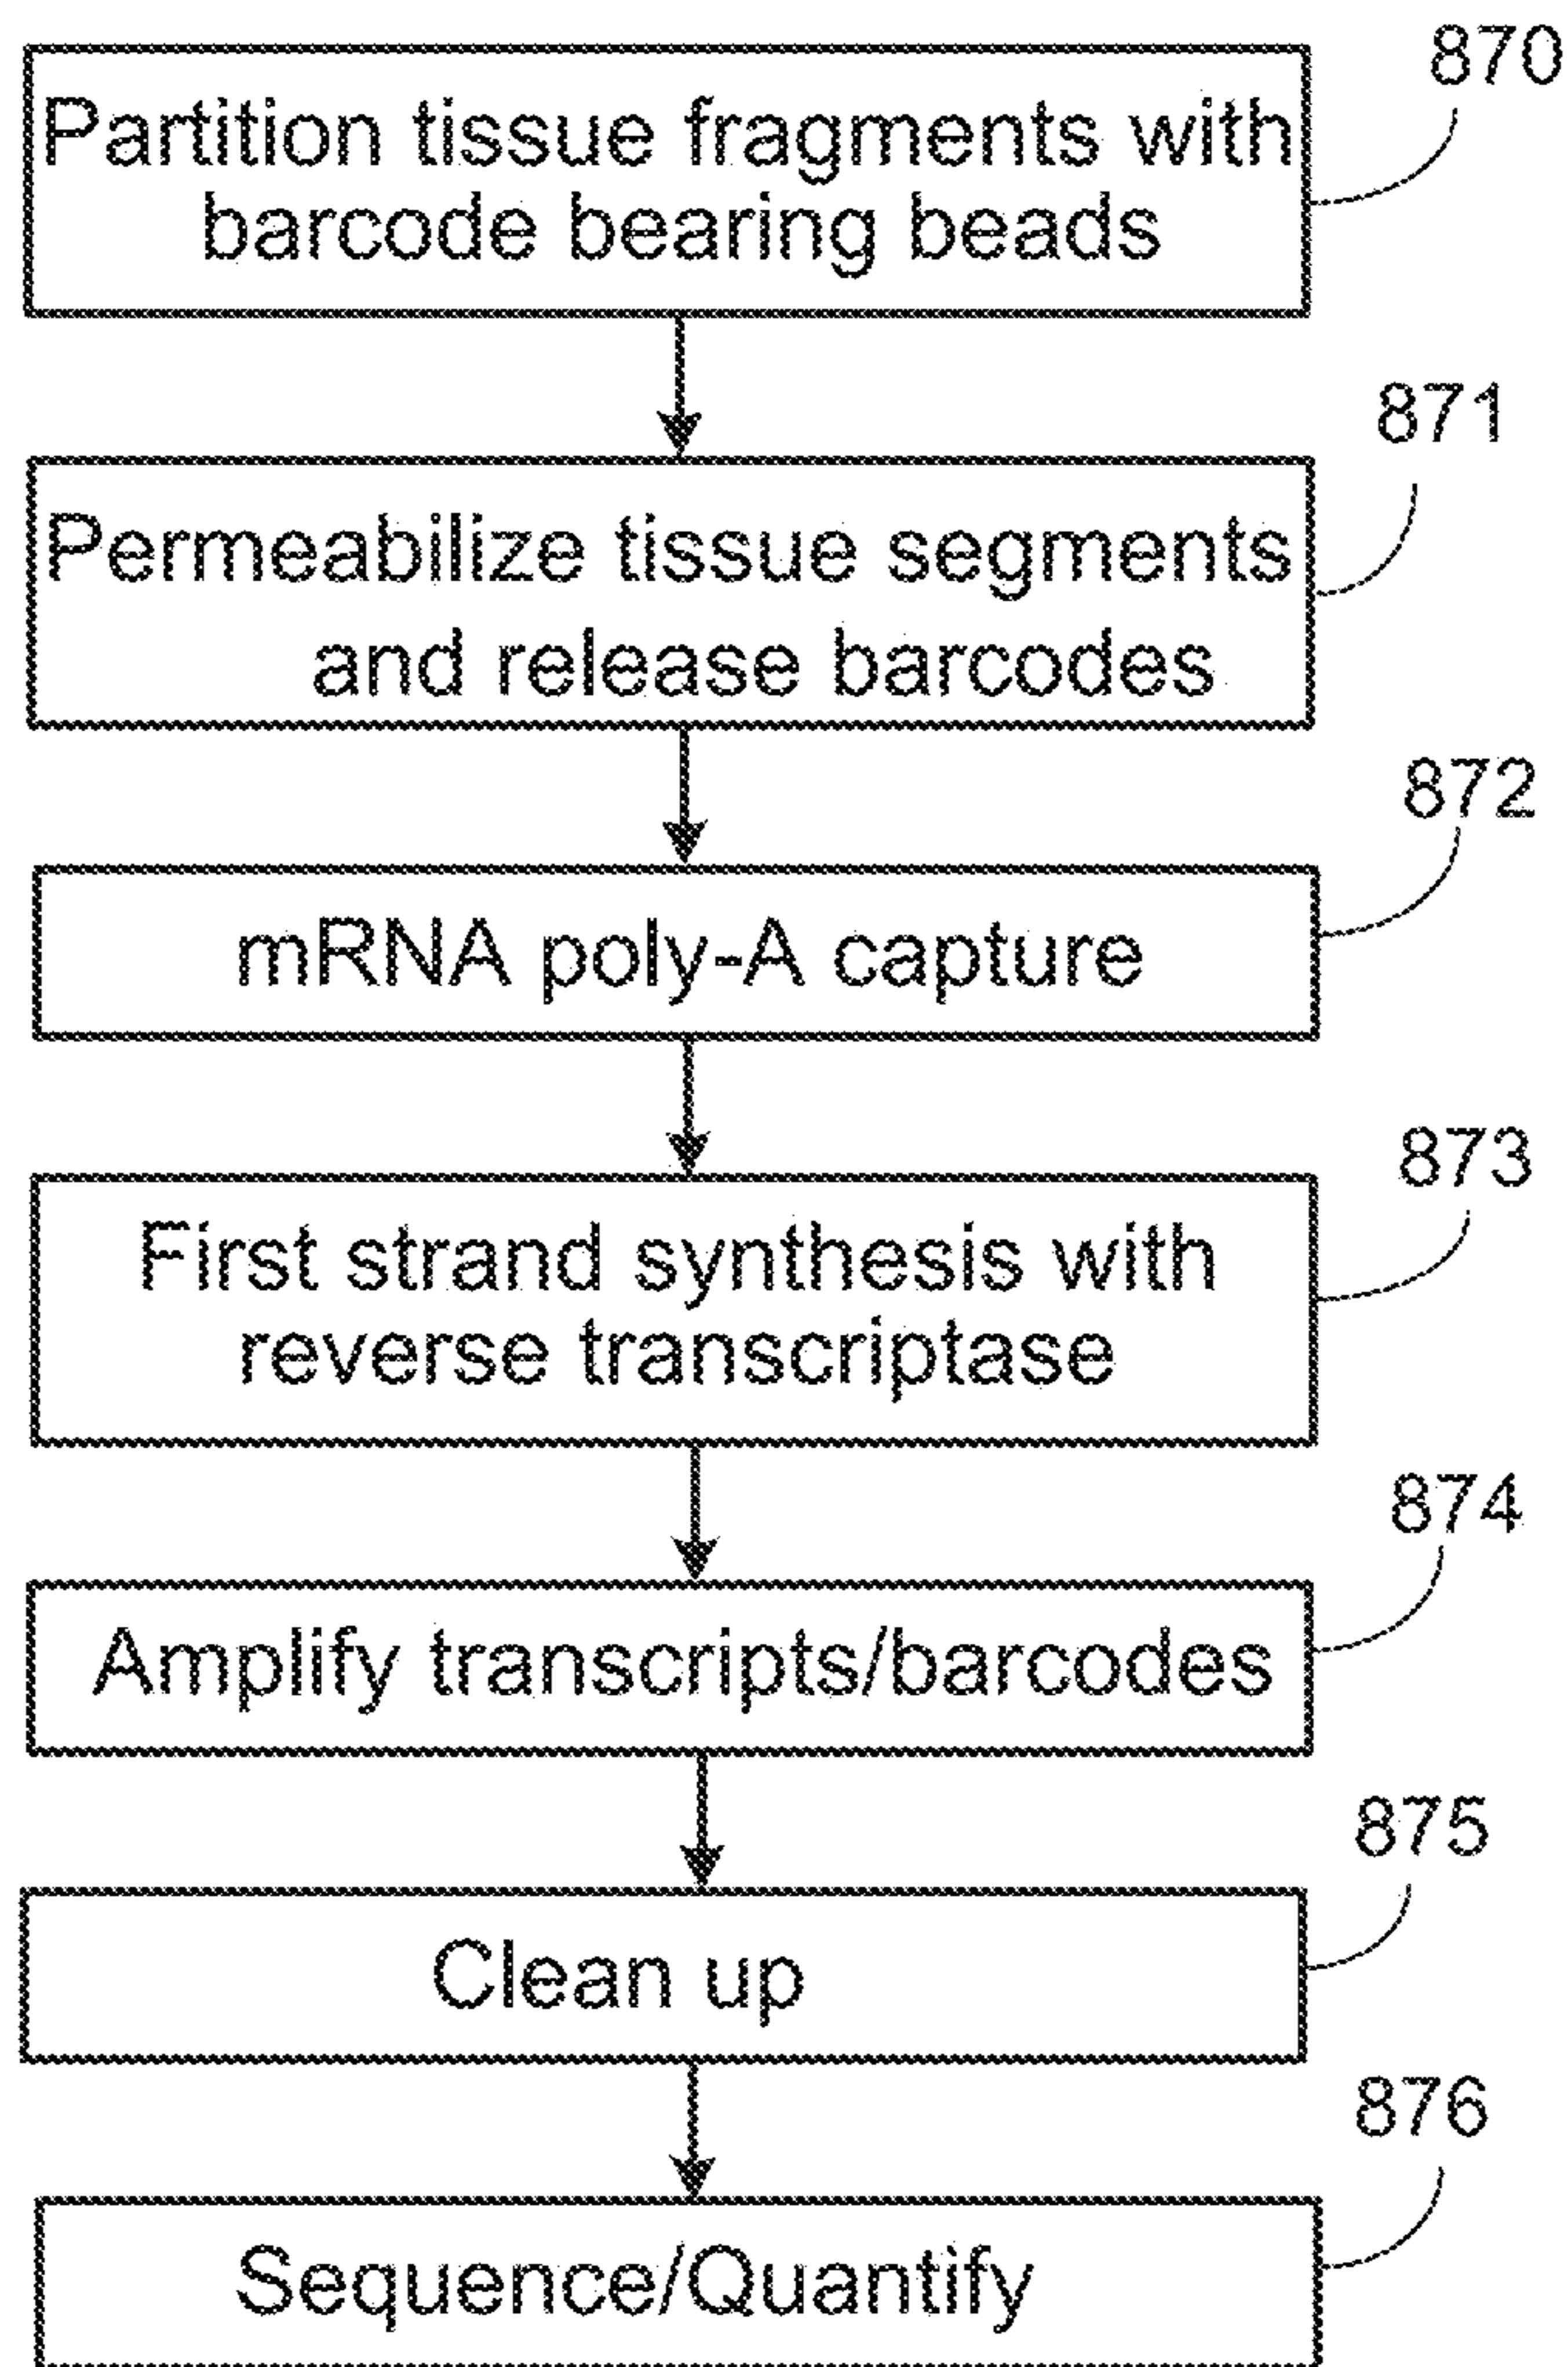 870
Partition tissue fragments with
barcode bearing beads
871
Permeabilize tissue segments
and release barcodes
872
mRNA poly-A capture
873
First strand synthesis with
reverse transcriptase
874
Amplify transcripts/barcodes
875
Clean up
876
Sequence/Quantify